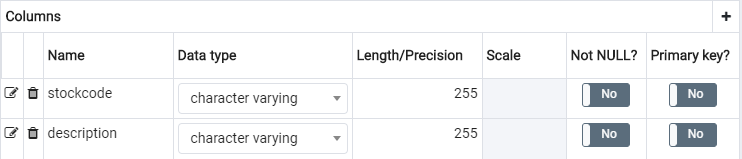 Columns
Name Data type Length/Precision Scale Not NULL? Primary key?
stockcode character varying 255 No No
description character varying 255 No No